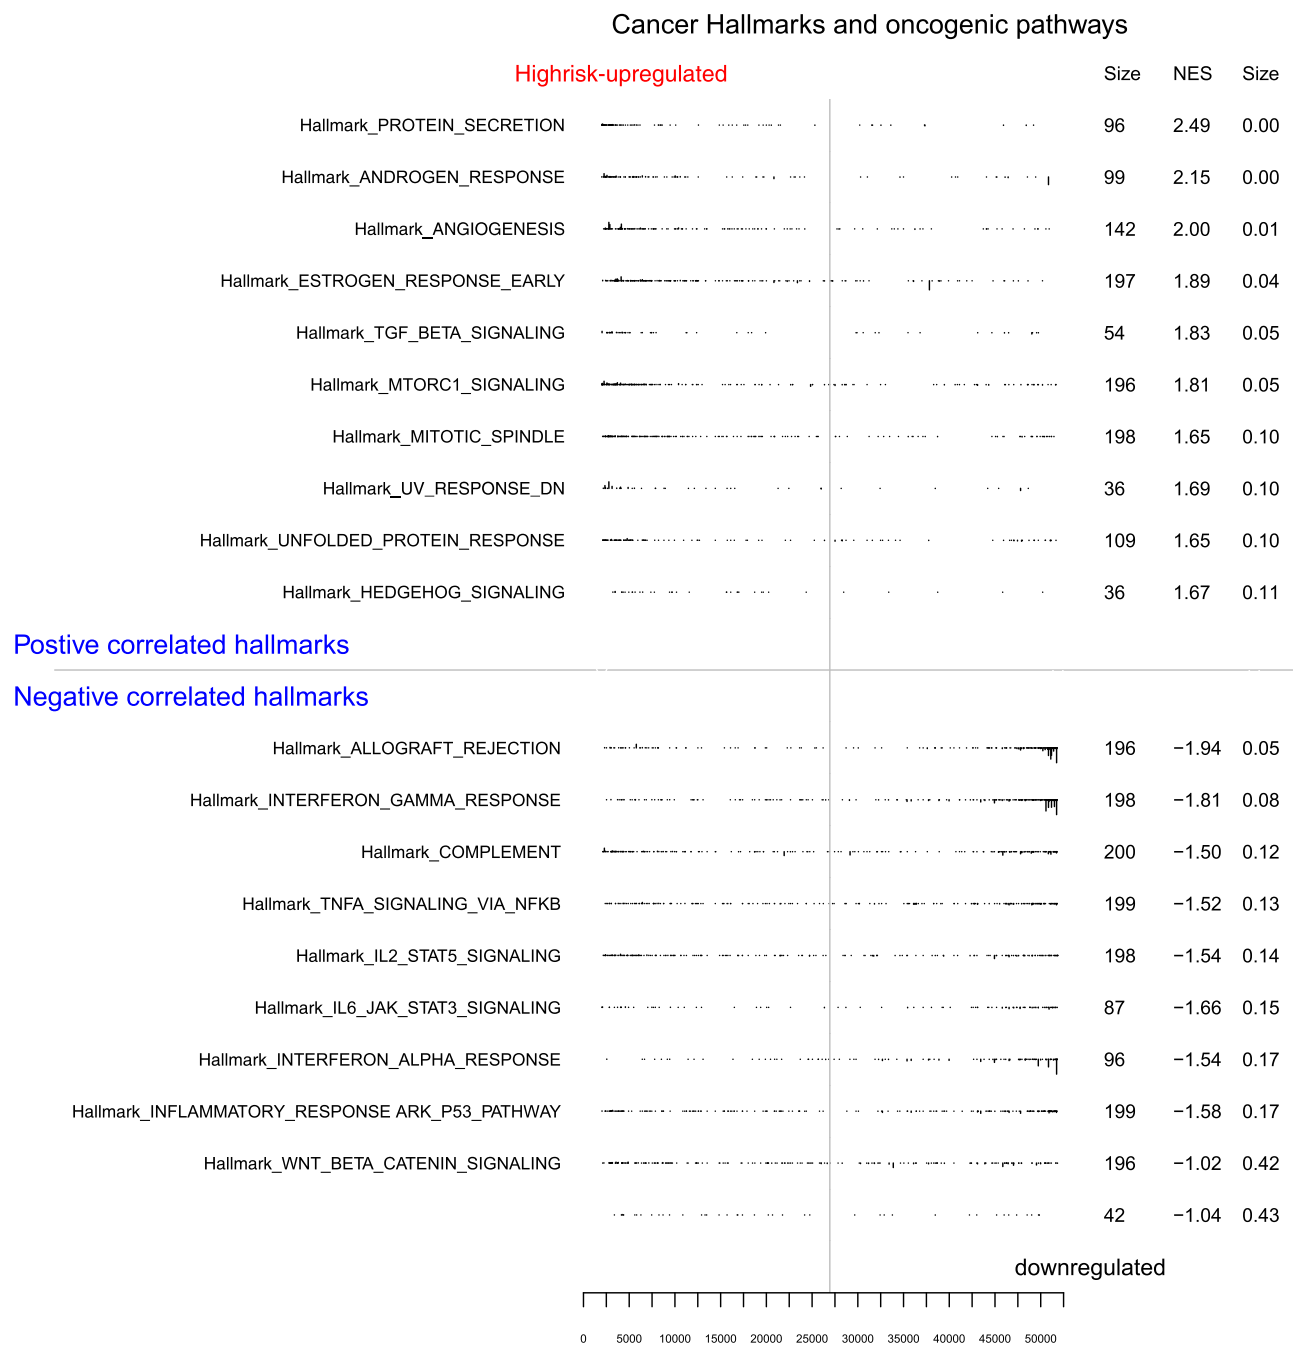 Cancer Hallmarks and oncogenic pathways
Highrisk-upregulated Size NES Size
Hallmark_PROTEIN_SECRETION 96 2.49 0.00
Hallmark_ANDROGEN_RESPONSE 99 2.15 0.00
Hallmark_ANGIOGENESIS 142 2.00 0.01
Hallmark_ESTROGEN_RESPONSE_EARLY 197 1.89 0.04
Hallmark_TGF_BETA_SIGNALING 54 1.83 0.05
Hallmark_MTORC1_SIGNALING 196 1.81 0.05
Hallmark_MITOTIC_SPINDLE 198 1.65 0.10
Hallmark_UV_RESPONSE_DN 36 1.69 0.10
Hallmark_UNFOLDED_PROTEIN_RESPONSE 109 1.65 0.10
Hallmark_HEDGEHOG_SIGNALING 36 1.67 0.11
Postive correlated hallmarks
Negative correlated hallmarks
Hallmark_ALLOGRAFT_REJECTION 196 −1.94 0.05
Hallmark_INTERFERON_GAMMA_RESPONSE 198 −1.81 0.08
Hallmark_COMPLEMENT 200 −1.50 0.12
Hallmark_TNFA_SIGNALING_VIA_NFKB 199 −1.52 0.13
Hallmark_IL2_STAT5_SIGNALING 198 −1.54 0.14
Hallmark_IL6_JAK_STAT3_SIGNALING 87 −1.66 0.15
Hallmark_INTERFERON_ALPHA_RESPONSE 96 −1.54 0.17
Hallmark_INFLAMMATORY_RESPONSE ARK_P53_PATHWAY 199 −1.58 0.17
Hallmark_WNT_BETA_CATENIN_SIGNALING 196 −1.02 0.42
42 −1.04 0.43
downregulated
0 5000 10000 15000 20000 25000 30000 35000 40000 45000 50000